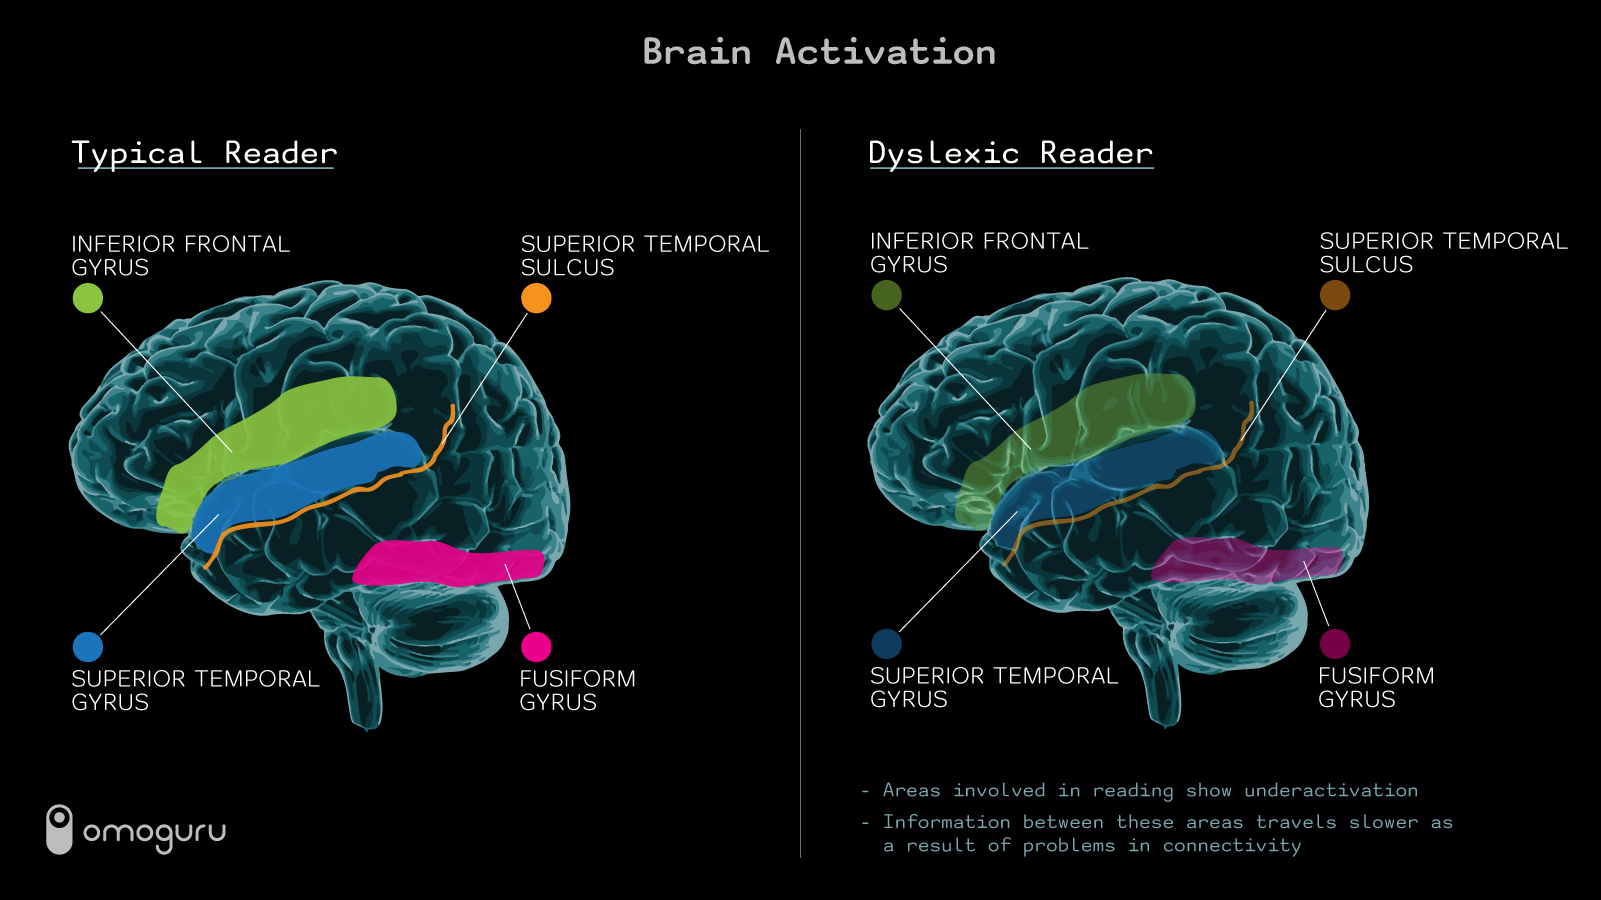 Brain Activation
Typical Reader
INFERIOR FRONTAL
GYRUS
SUPERIOR TEMPORAL
SULCUS
SUPERIOR TEMPORAL
GYRUS
FUSIFORM
GYRUS
omoguru
Dyslexic Reader
INFERIOR FRONTAL
GYRUS
SUPERIOR TEMPORAL
SULCUS
SUPERIOR TEMPORAL
GYRUS
FUSIFORM
GYRUS
- Areas involved in reading show underactivation
- Information between these areas travels slower as
a result of problems in connectivity